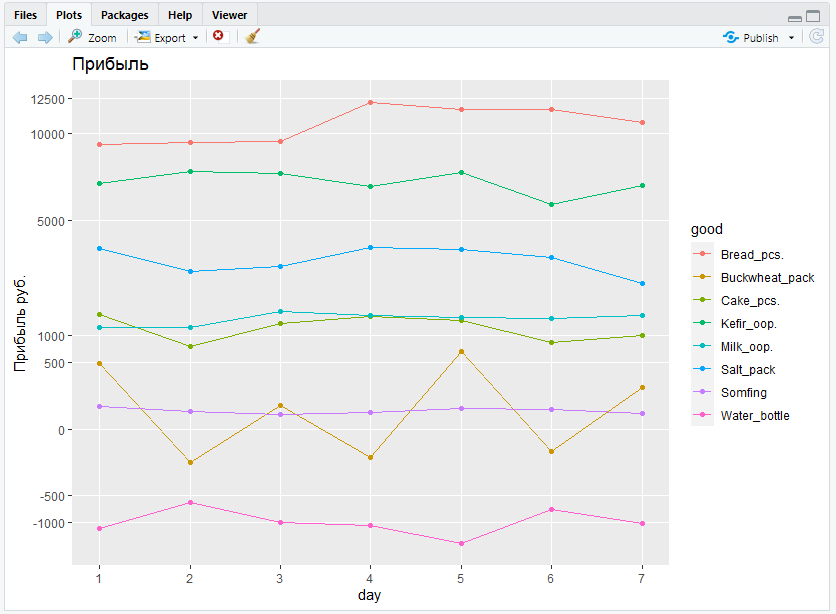 Files Plots Packages Help Viewer
Zoom Export Publish
Прибыль
12500
10000
5000
1000
500
0
-500
-1000
Прибыль руб.
1 2 3 4 5 6 7
day
good
Bread_pcs.
Buckwheat_pack
Cake_pcs.
Kefir_oop.
Milk_oop.
Salt_pack
Somfing
Water_bottle